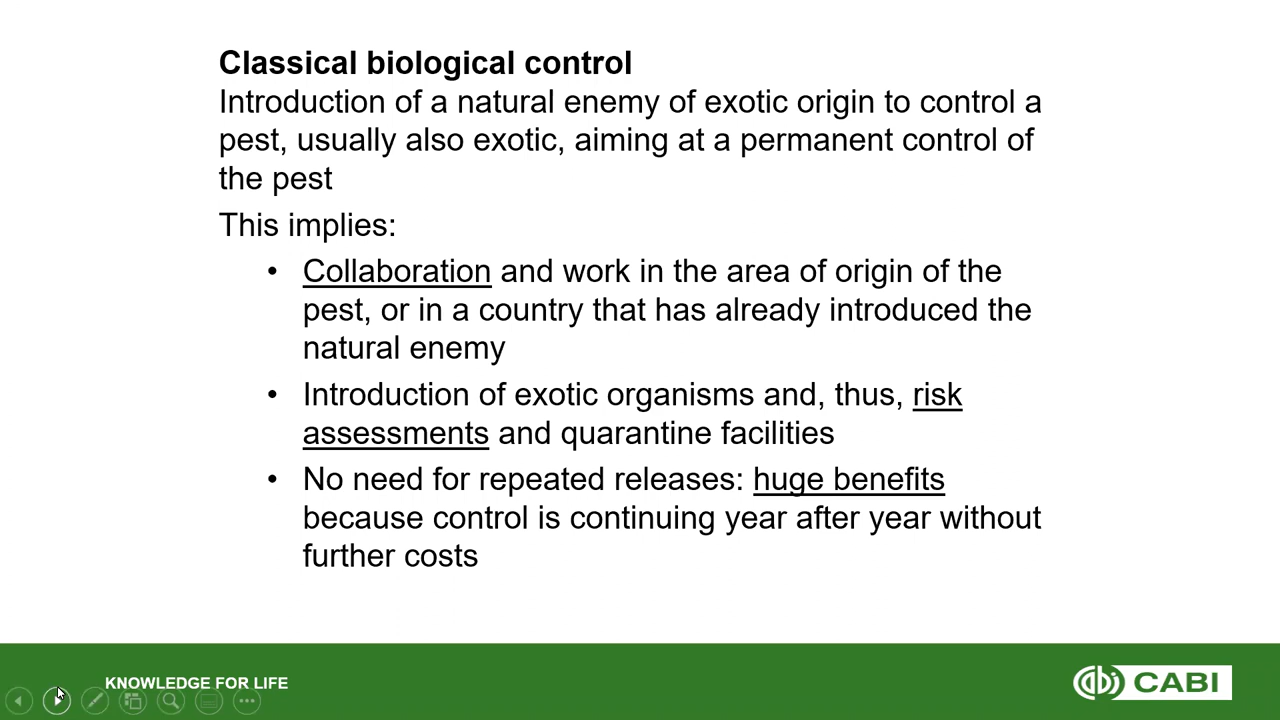 Classical biological control
Introduction of a natural enemy of exotic origin to control a
pest, usually also exotic, aiming at a permanent control of
the pest
This implies:
• Collaboration and work in the area of origin of the
pest, or in a country that has already introduced the
natural enemy
• Introduction of exotic organisms and, thus, risk
assessments and quarantine facilities
• No need for repeated releases: huge benefits
because control is continuing year after year without
further costs
KNOWLEDGE FOR LIFE
CABI